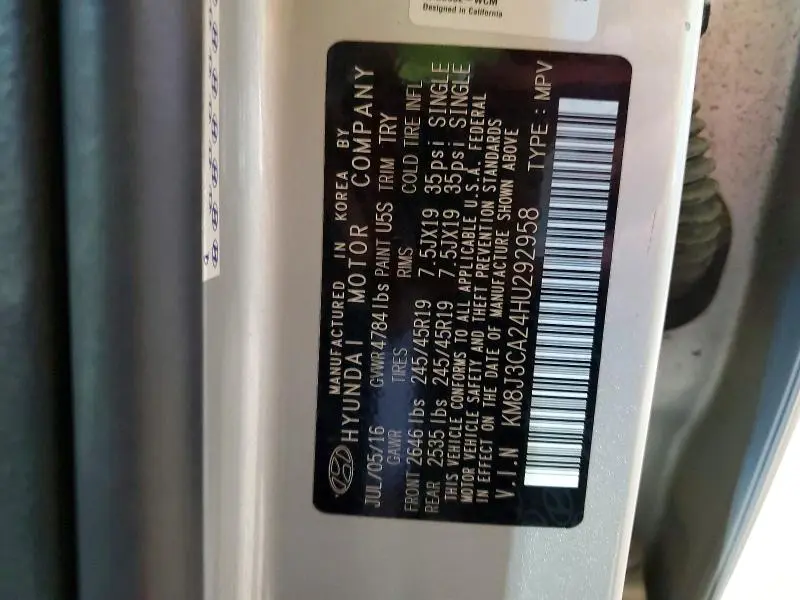 Designed in California
MANUFACTURED IN KOREA BY
HYUNDAI MOTOR COMPANY
JUL/05/16 GVWR 4784 lbs PAINT U5S TRIM TRY
GAWR TIRES RIMS COLD TIRE INFL
FRONT 2646 lbs 245/45R19 7.5JX19 35psi SINGLE
REAR 2535 lbs 245/45R19 7.5JX19 35psi SINGLE
THIS VEHICLE CONFORMS TO ALL APPLICABLE U.S.A. FEDERAL
MOTOR VEHICLE SAFETY AND THEFT PREVENTION STANDARDS
IN EFFECT ON THE DATE OF MANUFACTURE SHOWN ABOVE
V.I.N KM8J3CA24HU292958 TYPE : MPV